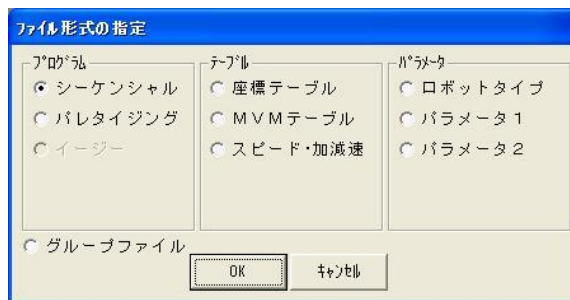 ﾌｧｲﾙ形式の指定
ﾌﾟﾛｸﾞﾗﾑ
シーケンシャル
パレタイジング
イージー
ﾃｰﾌﾞﾙ
座標テーブル
ＭＶＭテーブル
スピード・加減速
ﾊﾟﾗﾒｰﾀ
ロボットタイプ
パラメータ１
パラメータ２
グループファイル
OK
ｷｬﾝｾﾙ